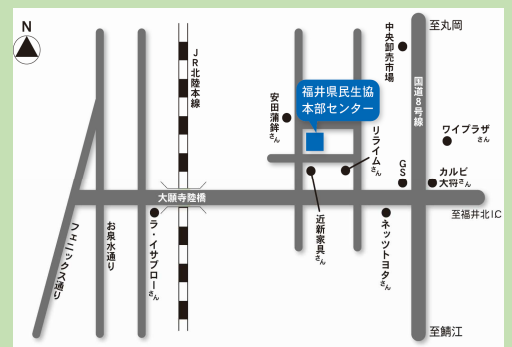 N
至丸岡
中央卸売市場
JR北陸本線
国道8号線
福井県民生協
本部センター
安田蒲鉾さん
リライムさん
ワイプラザ
さん
GS
カルビ
大将さん
大願寺陸橋
至福井北IC
フェニックス通り
お泉水通り
ラ・イサブローさん
近新家具さん
ネッツトヨタさん
至鯖江